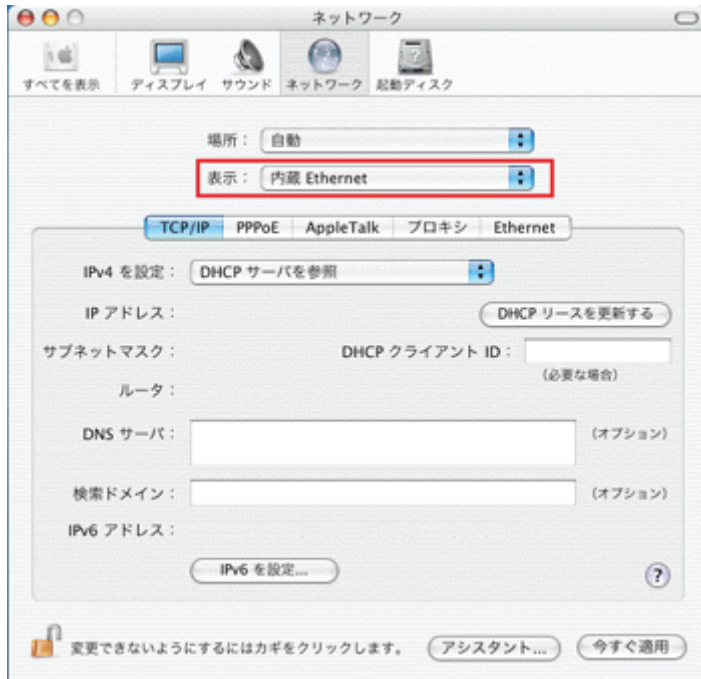 ネットワーク
すべてを表示 ディスプレイ サウンド ネットワーク 起動ディスク
場所： 自動
表示： 内蔵 Ethernet
TCP/IP PPPoE AppleTalk プロキシ Ethernet
IPv4 を設定： DHCP サーバを参照
IP アドレス： DHCP リースを更新する
サブネットマスク： DHCP クライアント ID：
(必要な場合)
ルータ：
DNS サーバ： (オプション)
検索ドメイン： (オプション)
IPv6 アドレス：
IPv6 を設定... ?
変更できないようにするにはカギをクリックします。 アシスタント... 今すぐ適用